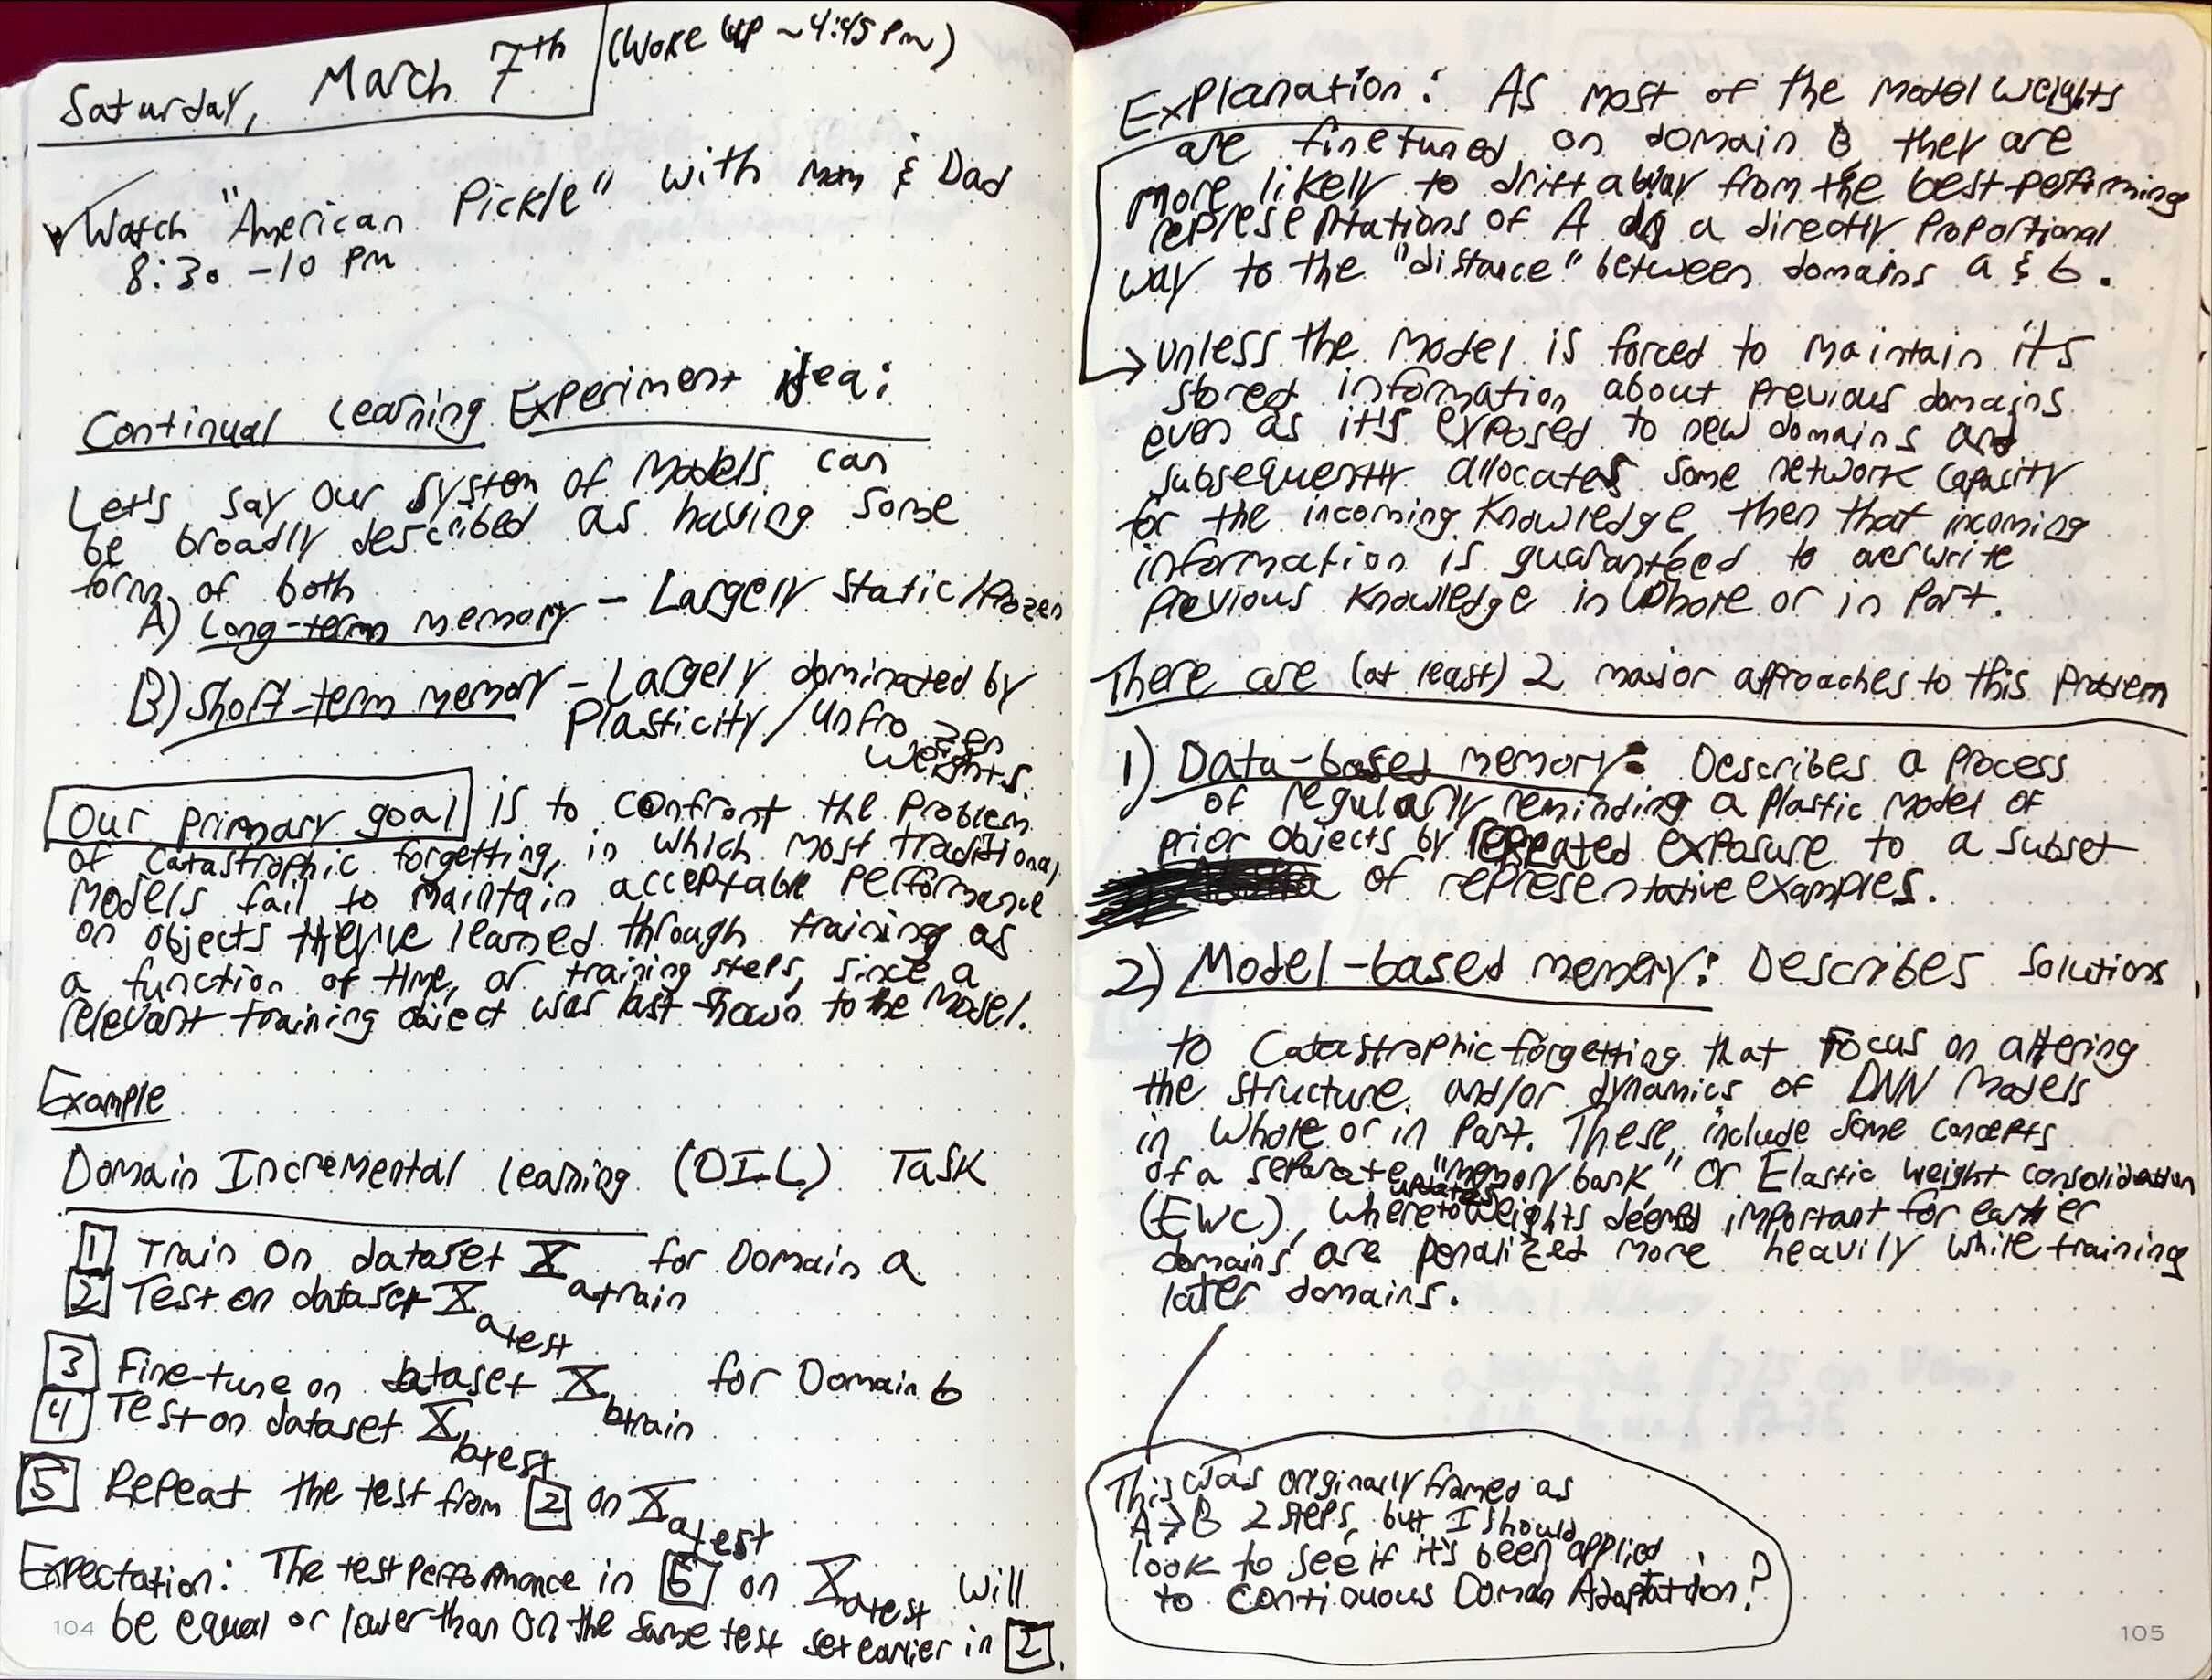 Saturday, March 7th (Woke up ~4:45 pm)
Watch "American Pickle" with mom & Dad
8:30 - 10 pm
Continual Learning Experiment idea:
Let's say our system of models can
be broadly described as having some
form of both
A) Long-term memory - Largely static/frozen
B) Short-term memory - Largely dominated by
Plasticity / unfrozen
weights.
Our primary goal is to confront the problem
of catastrophic forgetting, in which most traditional
models fail to maintain acceptable performance
on objects they've learned through training as
a function of time, or training steps, since a
relevant training object was last shown to the model.
Example
Domain Incremental Learning (DIL) Task
1 Train on dataset X a train for Domain a
2 Test on dataset X a test
3 Fine-tune on dataset X b train for Domain b
4 Test on dataset X b test
5 Repeat the test from 2 on X a test
Expectation: The test performance in 5 on X a test will
be equal or lower than on the same test set earlier in 2.
104
Explanation: As most of the model weights
are finetuned on domain B, they are
more likely to drift away from the best-performing
representations of A in a directly proportional
way to the "distance" between domains a & b.
→ unless the model is forced to maintain it's
stored information about previous domains
even as it's exposed to new domains and
subsequently allocates some network capacity
for the incoming knowledge, then that incoming
information is guaranteed to overwrite
previous knowledge in whole or in part.
There are (at least) 2 major approaches to this problem
1) Data-based memory: Describes a process
of regularly reminding a plastic model of
prior objects by repeated exposure to a subset
of representative examples.
2) Model-based memory: Describes solutions
to Catastrophic forgetting that focus on altering
the structure and/or dynamics of DNN models
in whole or in part. These include some concepts
of a separate "memory bank" or Elastic weight consolidation
(EWC), where updates to weights deemed important for earlier
domains are penalized more heavily while training
later domains.
This was originally framed as
A→B 2 steps, but I should
look to see if it's been applied
to continuous Domain Adaptation?
105